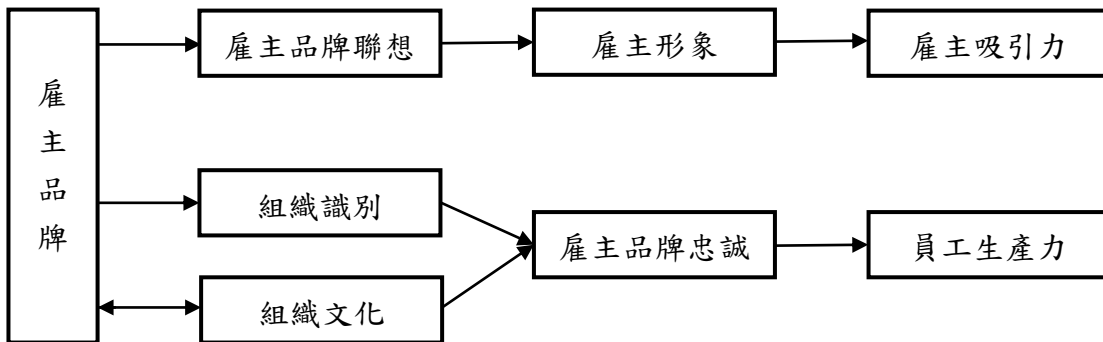 雇主品牌
雇主品牌聯想
雇主形象
雇主吸引力
組織識別
組織文化
雇主品牌忠誠
員工生產力